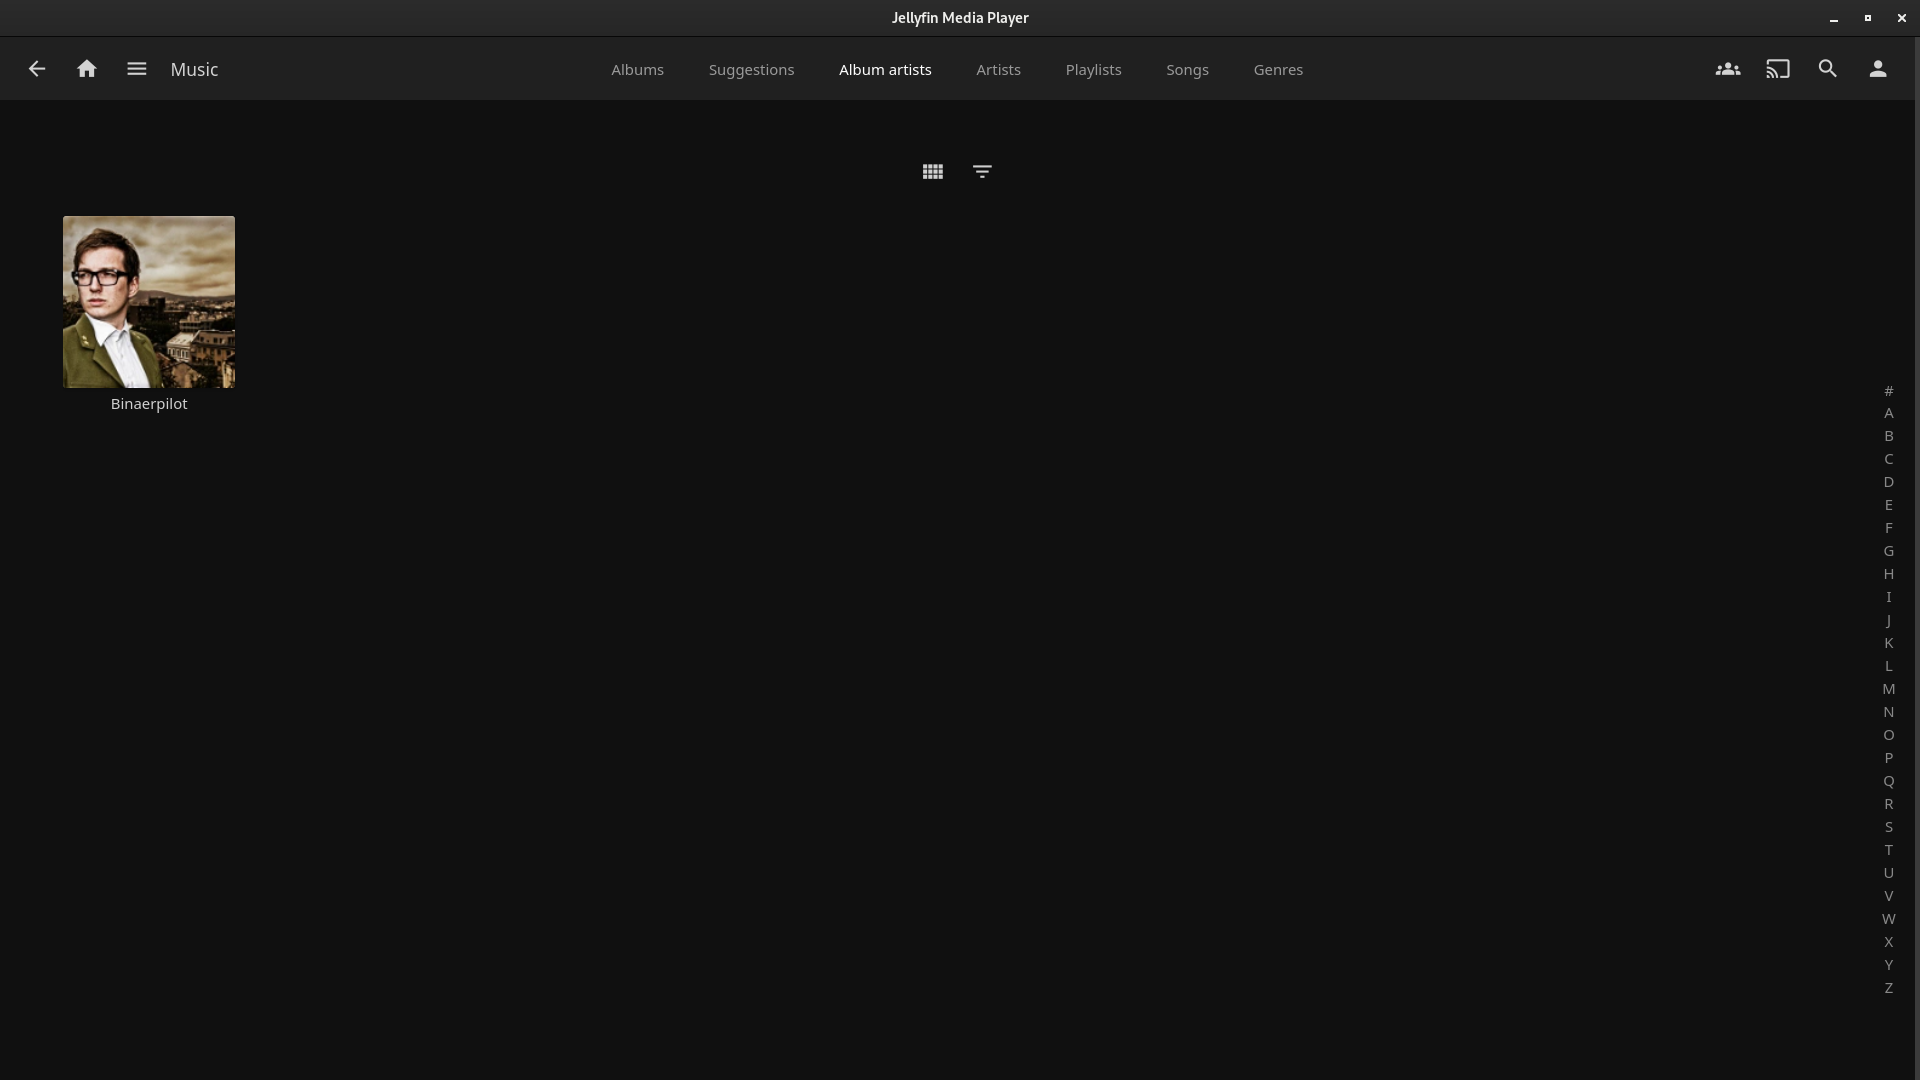 Jellyfin Media Player
Music
Albums
Suggestions
Album artists
Artists
Playlists
Songs
Genres
Binaerpilot
#
A
B
C
D
E
F
G
H
I
J
K
L
M
N
O
P
Q
R
S
T
U
V
W
X
Y
Z